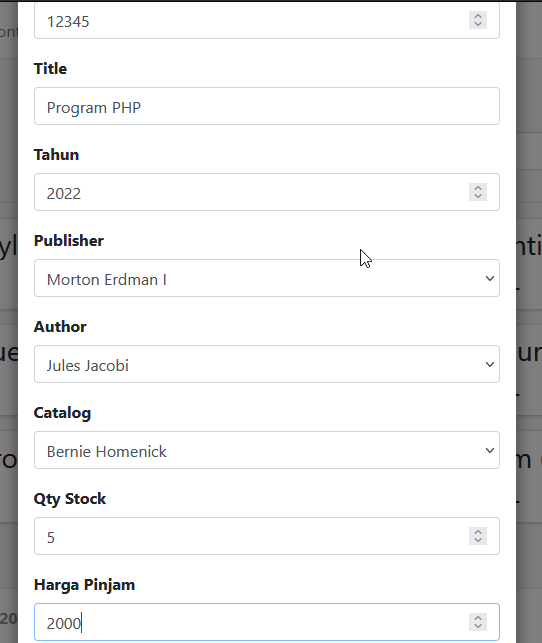 12345
Title
Program PHP
Tahun
2022
Publisher
Morton Erdman I
Author
Jules Jacobi
Catalog
Bernie Homenick
Qty Stock
5
Harga Pinjam
2000